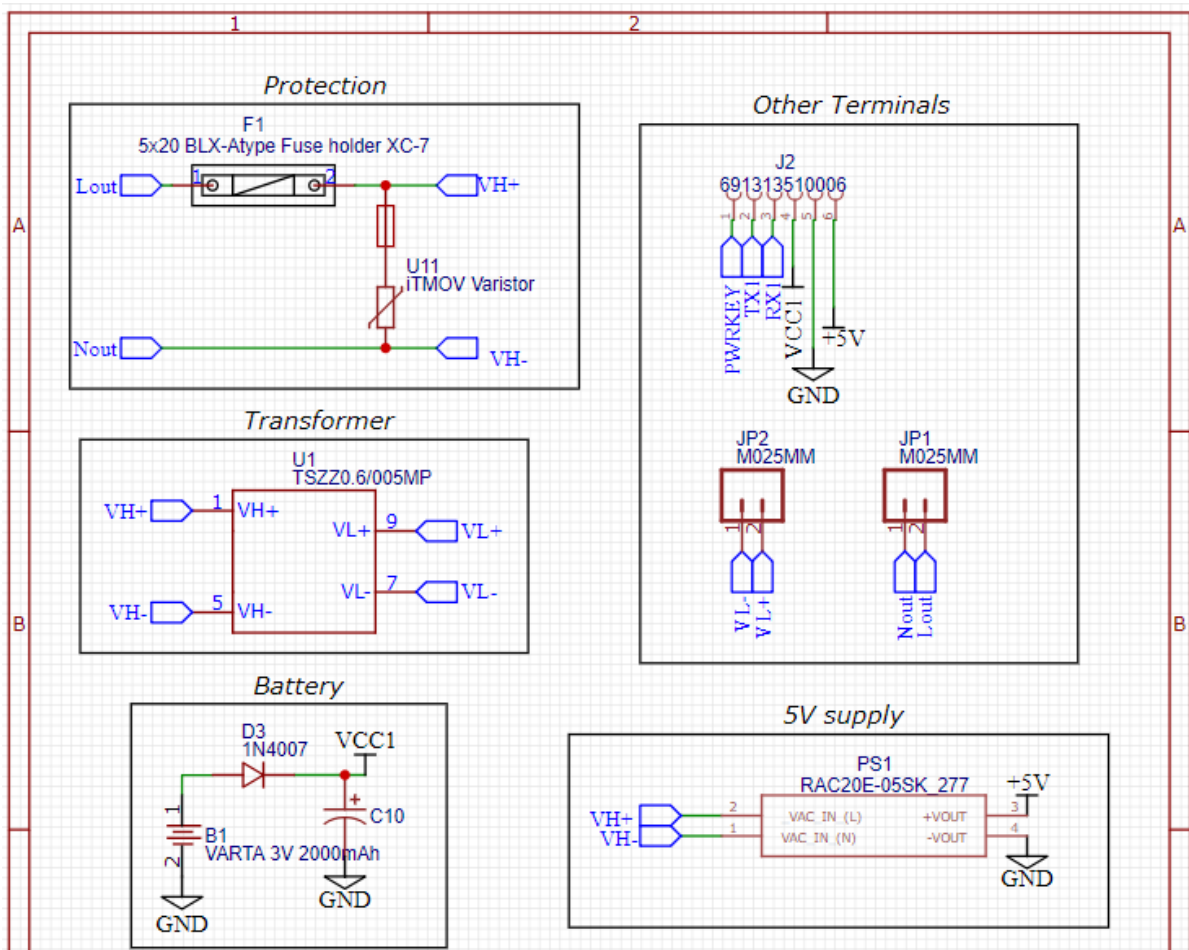 1
2
A
A
B
B
Protection
F1
5x20 BLX-Atype Fuse holder XC-7
Lout
1
2
VH+
U11
iTMOV Varistor
Nout
VH-
Other Terminals
J2
691313510006
1
2
3
4
5
6
PWRKEY
TX1
RX1
VCC1
GND
+5V
JP2
M025MM
1
2
VL-
VL+
JP1
M025MM
1
2
Nout
Lout
Transformer
U1
TSZZ0.6/005MP
VH+
1
VH+
VL+
9
VL+
VH-
5
VH-
VL-
7
VL-
Battery
D3
1N4007
VCC1
1
B1
VARTA 3V 2000mAh
2
GND
+
C10
GND
5V supply
PS1
RAC20E-05SK_277
VH+
2
VAC_IN_(L)
+VOUT
3
+5V
VH-
1
VAC_IN_(N)
-VOUT
4
GND